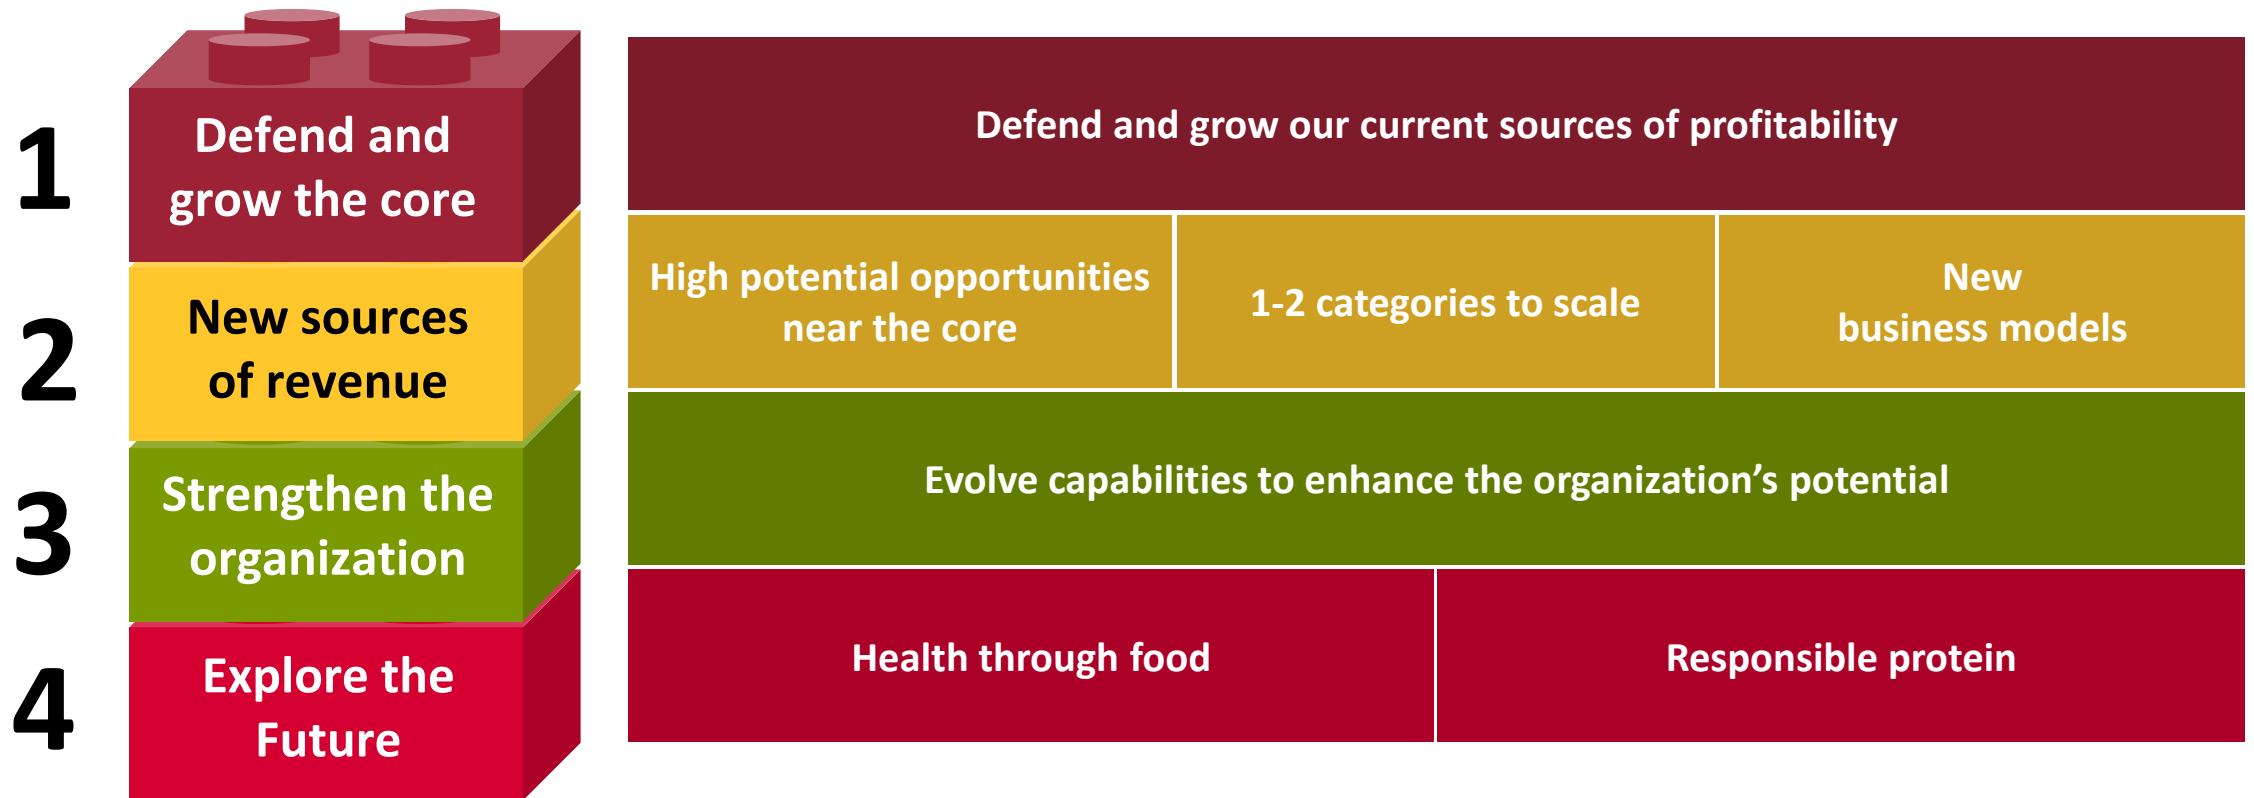 1
Defend and
grow the core
Defend and grow our current sources of profitability
2
New sources
of revenue
High potential opportunities
near the core
1-2 categories to scale
New
business models
3
Strengthen the
organization
Evolve capabilities to enhance the organization’s potential
4
Explore the
Future
Health through food
Responsible protein